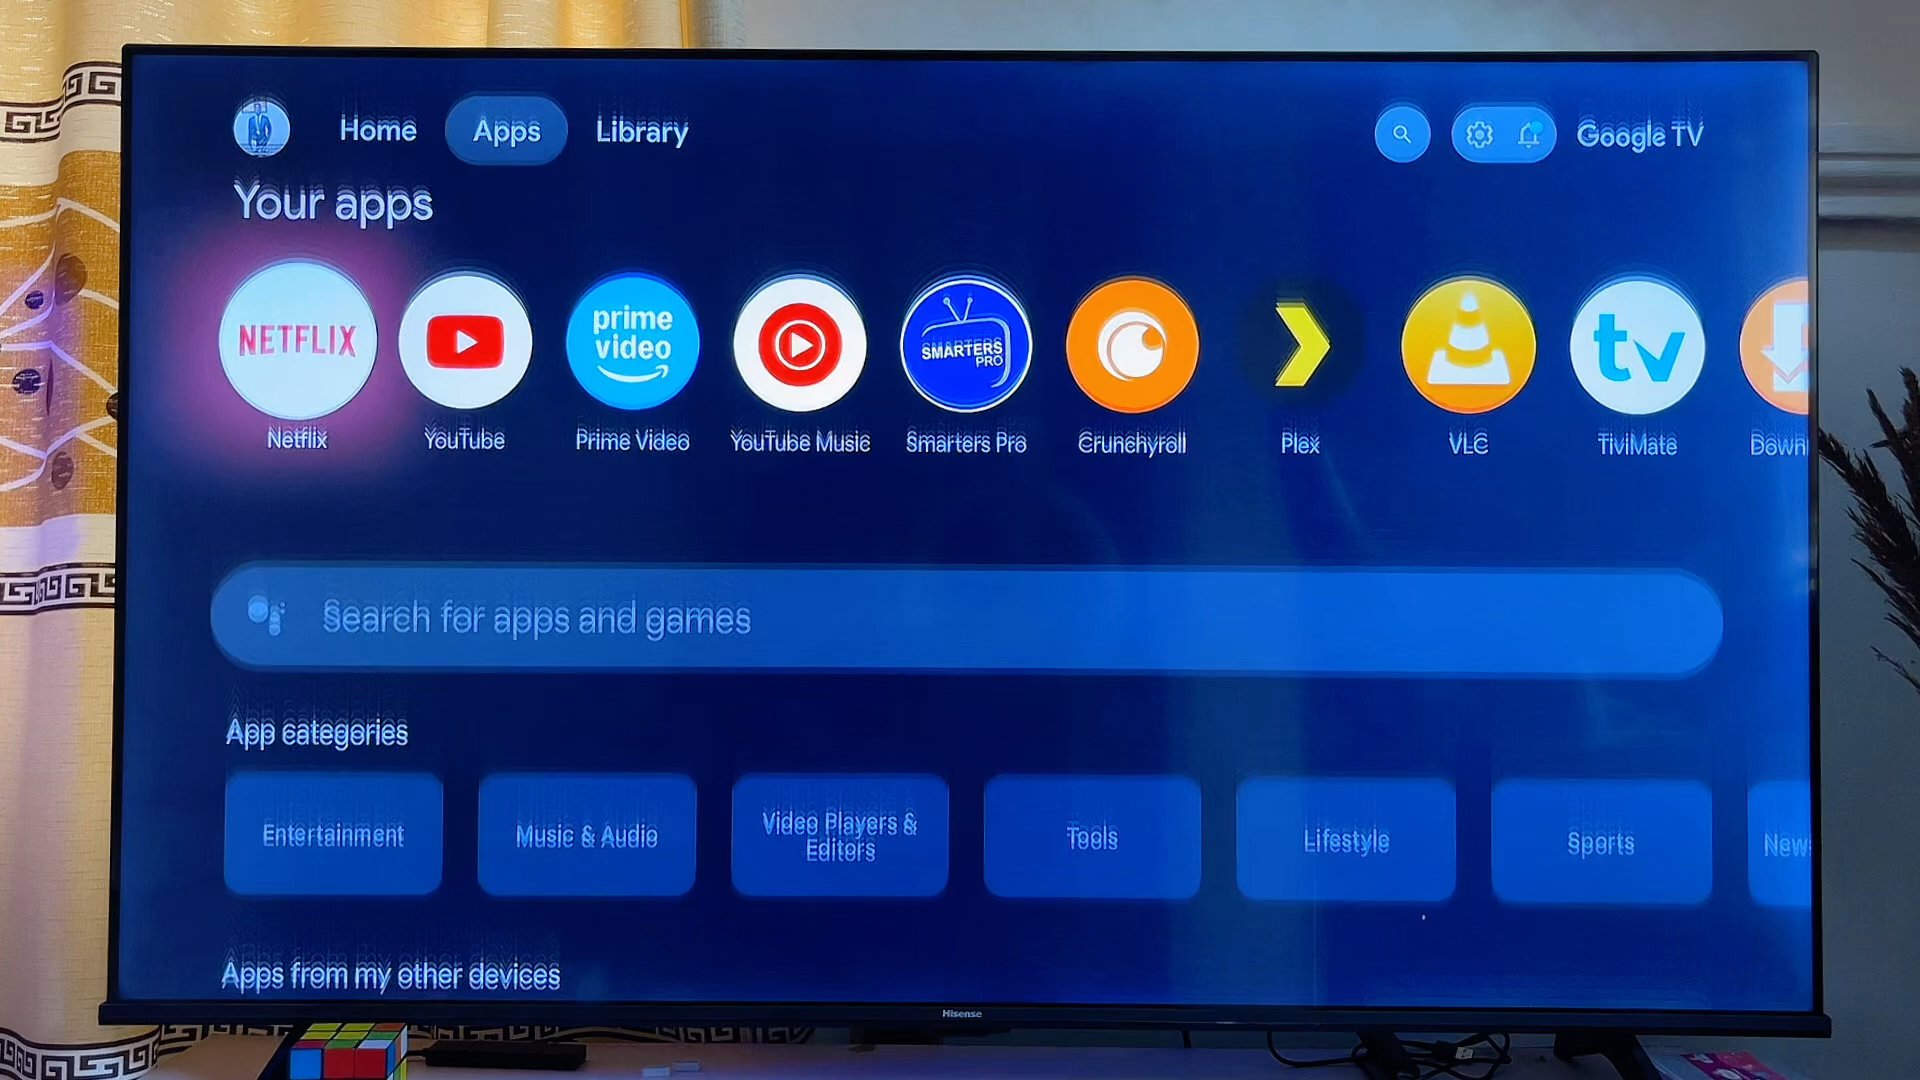 Home Apps Library Google TV
Your apps
NETFLIX
prime
video
SMARTERS
PRO
tv
Netflix YouTube Prime Video YouTube Music Smarters Pro Crunchyroll Plex VLC TiviMate Down
Search for apps and games
App categories
Entertainment Music & Audio Video Players &
Editors Tools Lifestyle Sports News
Apps from my other devices
Hisense